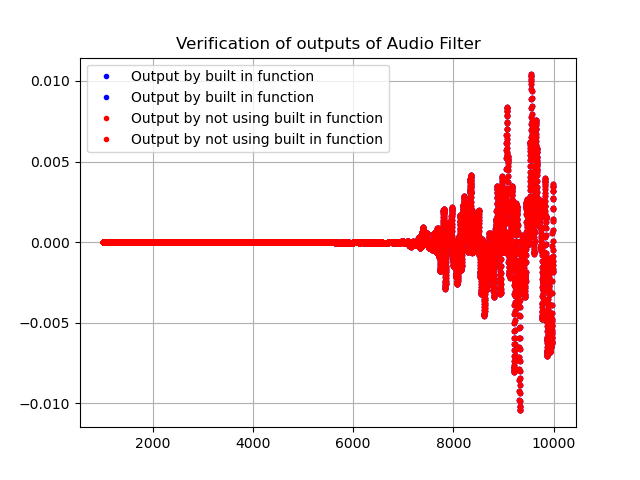 Verification of outputs of Audio Filter
Output by built in function
Output by built in function
Output by not using built in function
Output by not using built in function
0.010
0.005
0.000
−0.005
−0.010
2000
4000
6000
8000
10000